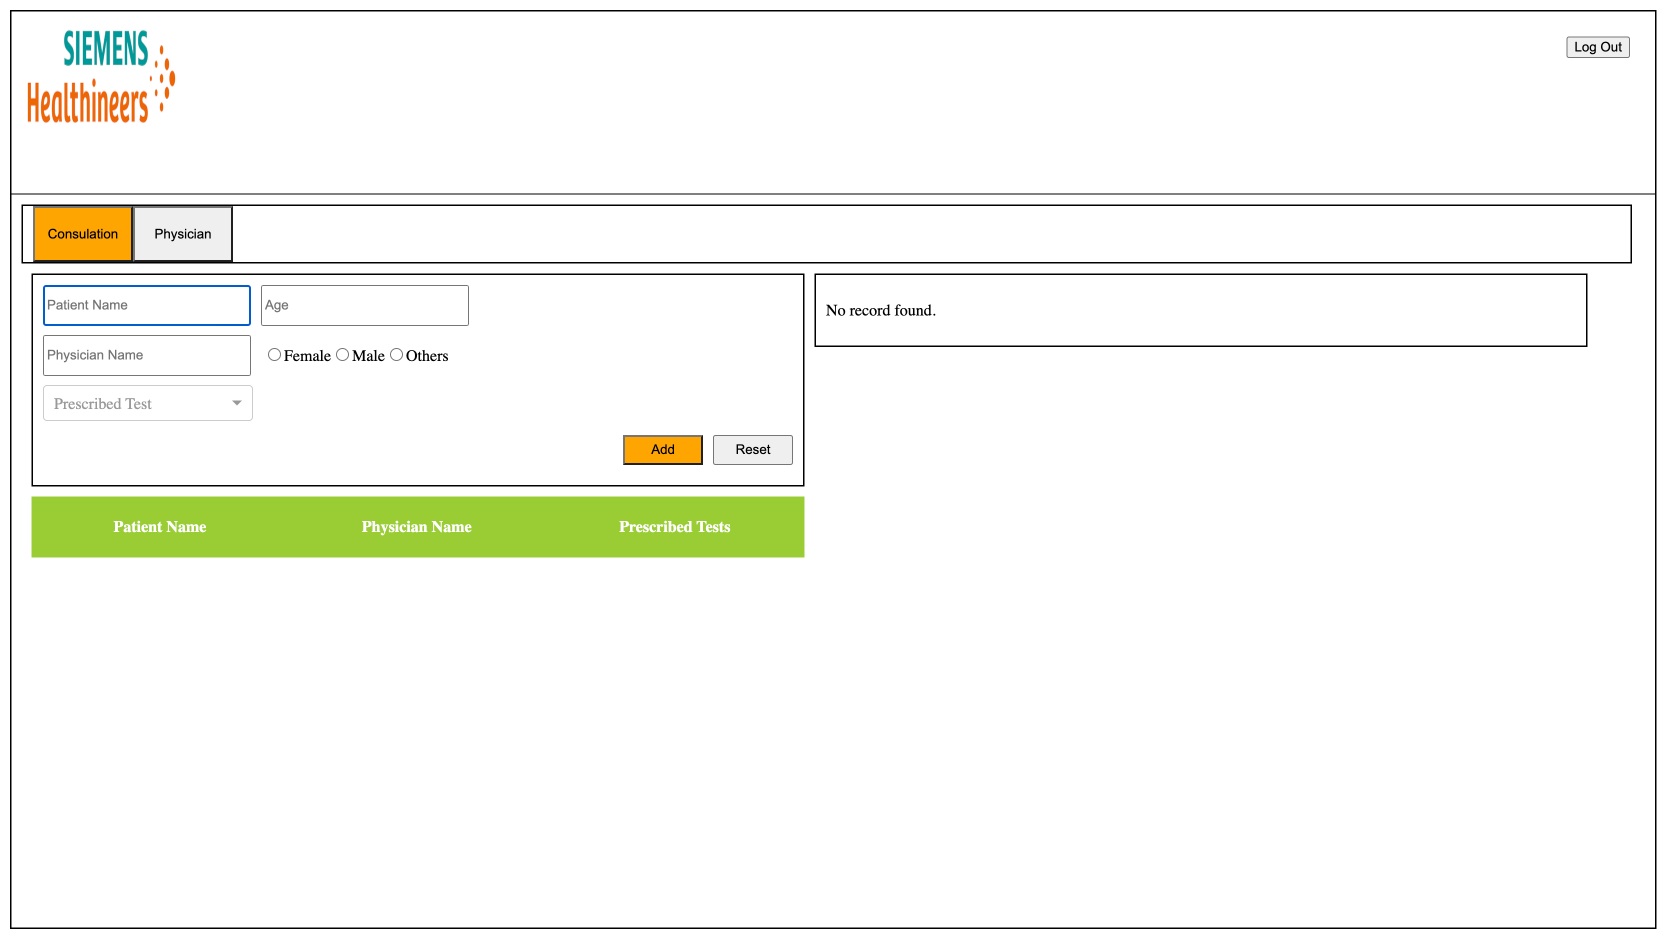 SIEMENS
Healthineers
Log Out
Consulation
Physician
Patient Name
Age
Physician Name
Female
Male
Others
Prescribed Test
Add
Reset
No record found.
Patient Name
Physician Name
Prescribed Tests